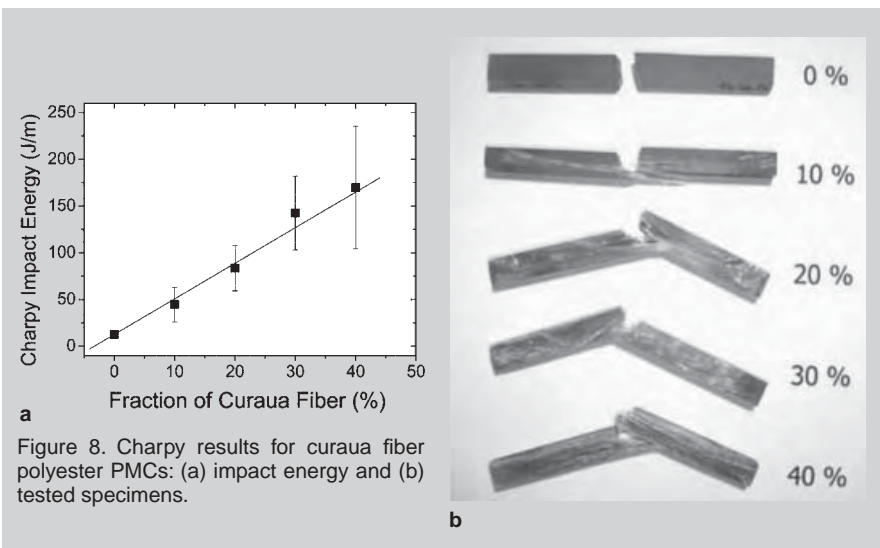 250
200
150
100
50
0
Charpy Impact Energy (J/m)
0 10 20 30 40 50
Fraction of Curaua Fiber (%)
a
Figure 8. Charpy results for curaua fiber
polyester PMCs: (a) impact energy and (b)
tested specimens.
0 %
10 %
20 %
30 %
40 %
b